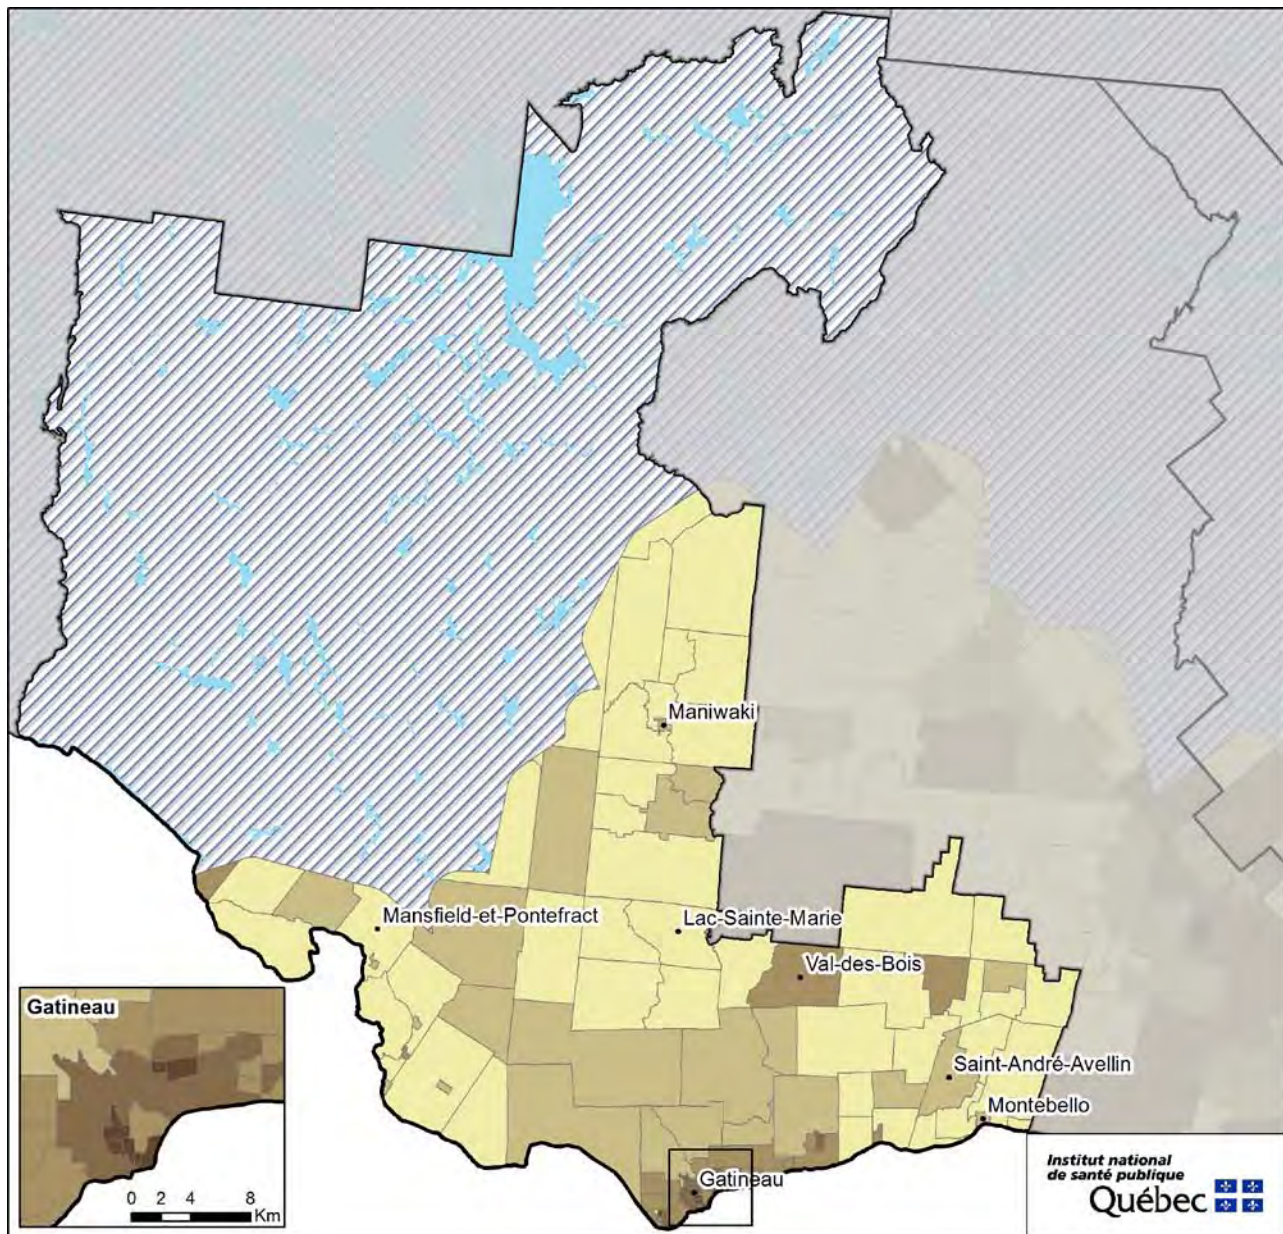 Maniwaki
Mansfield-et-Pontefract
Lac-Sainte-Marie
Val-des-Bois
Gatineau
Saint-André-Avellin
Montebello
Gatineau
0 2 4 8
Km
Institut national
de santé publique
Québec